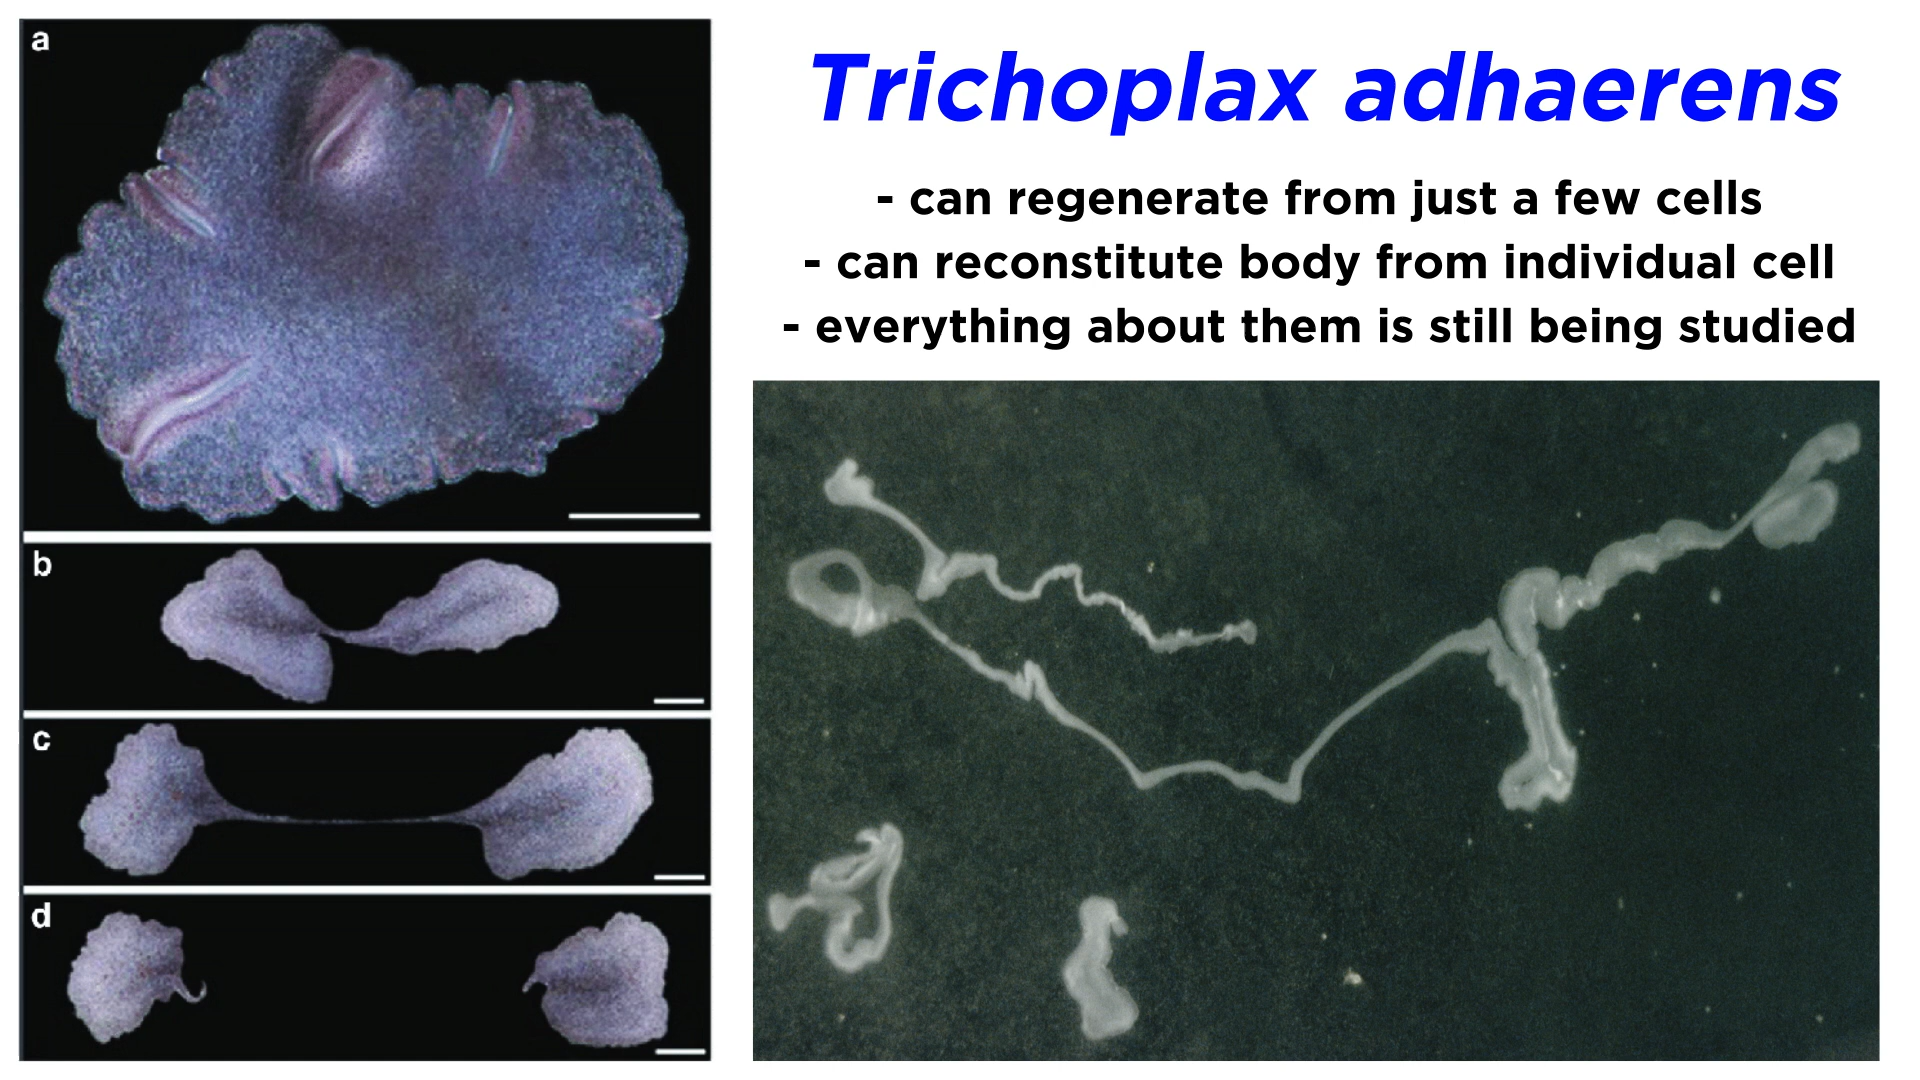 a
b
c
d
Trichoplax adhaerens
- can regenerate from just a few cells
- can reconstitute body from individual cell
- everything about them is still being studied